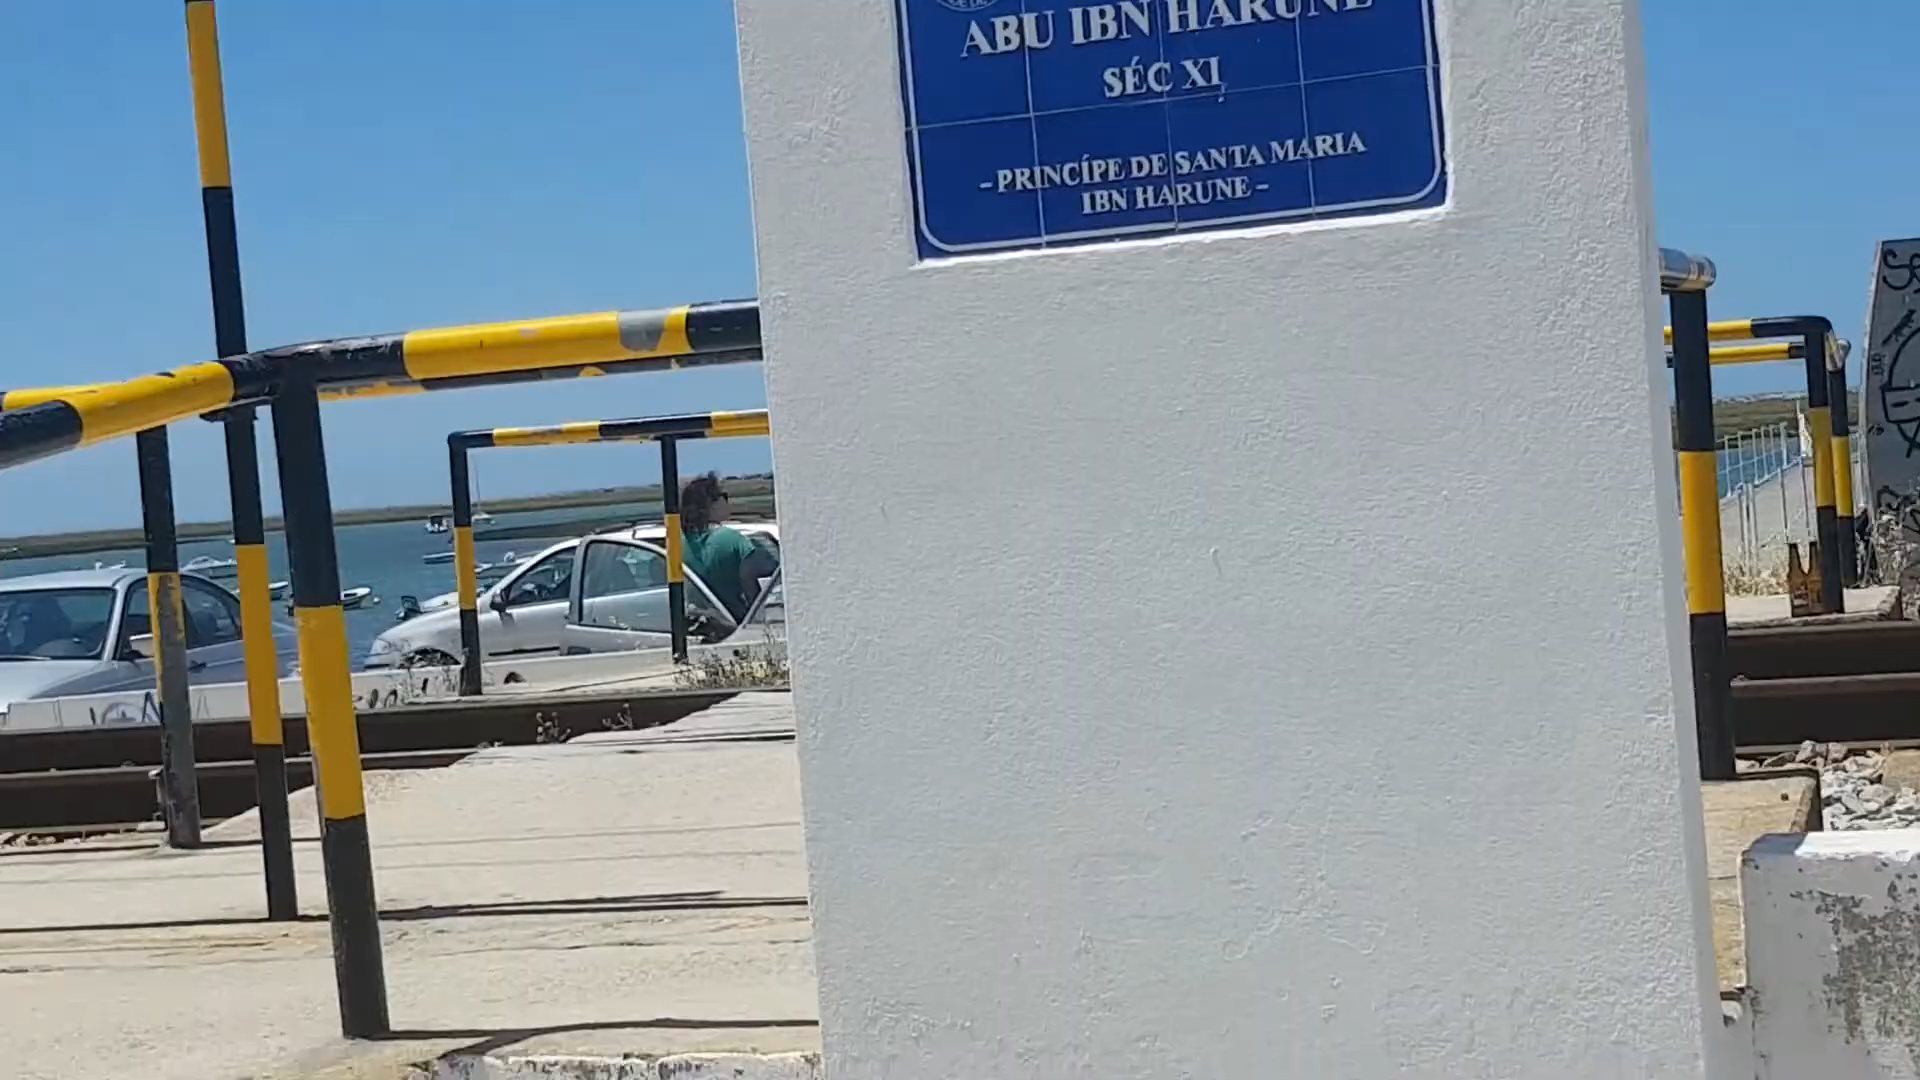 ABU IBN HARUNE
SÉC XI
- PRINCÍPE DE SANTA MARIA
IBN HARUNE -